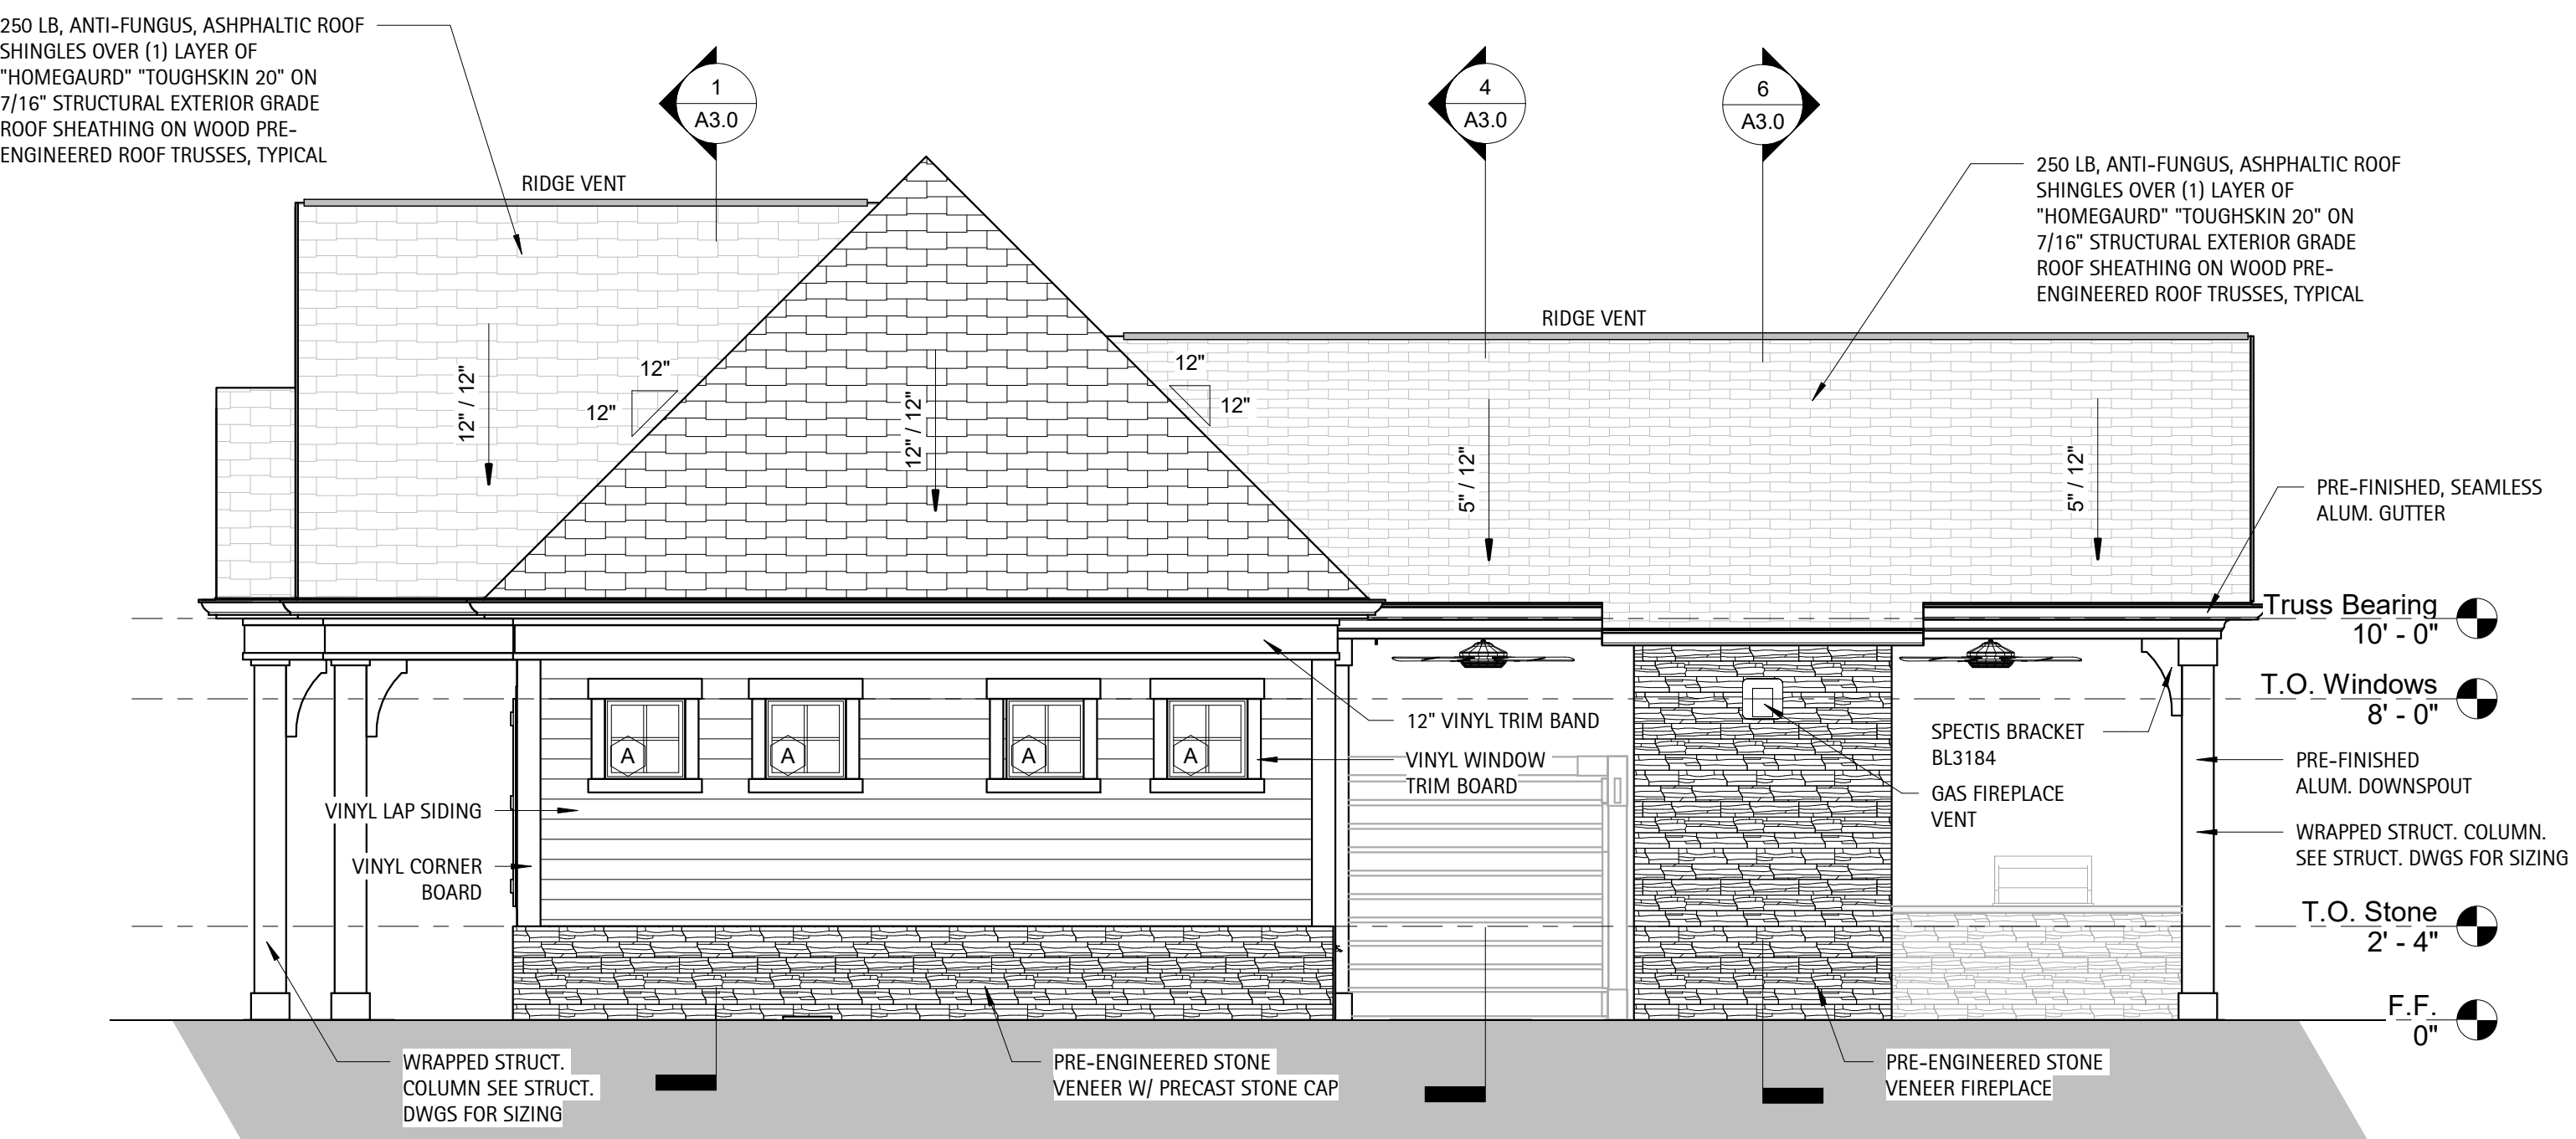 250 LB, ANTI-FUNGUS, ASHPHALTIC ROOF
SHINGLES OVER (1) LAYER OF
"HOMEGAURD" "TOUGHSKIN 20" ON
7/16" STRUCTURAL EXTERIOR GRADE
ROOF SHEATHING ON WOOD PRE-
ENGINEERED ROOF TRUSSES, TYPICAL
1
A3.0
4
A3.0
6
A3.0
250 LB, ANTI-FUNGUS, ASHPHALTIC ROOF
SHINGLES OVER (1) LAYER OF
"HOMEGAURD" "TOUGHSKIN 20" ON
7/16" STRUCTURAL EXTERIOR GRADE
ROOF SHEATHING ON WOOD PRE-
ENGINEERED ROOF TRUSSES, TYPICAL
RIDGE VENT
RIDGE VENT
12" / 12"
12"
12"
12" / 12"
12"
12"
5" / 12"
5" / 12"
PRE-FINISHED, SEAMLESS
ALUM. GUTTER
Truss Bearing
10' - 0"
T.O. Windows
8' - 0"
12" VINYL TRIM BAND
VINYL WINDOW
TRIM BOARD
A
A
A
A
SPECTIS BRACKET
BL3184
GAS FIREPLACE
VENT
PRE-FINISHED
ALUM. DOWNSPOUT
WRAPPED STRUCT. COLUMN.
SEE STRUCT. DWGS FOR SIZING
VINYL LAP SIDING
VINYL CORNER
BOARD
T.O. Stone
2' - 4"
F.F.
0"
WRAPPED STRUCT.
COLUMN SEE STRUCT.
DWGS FOR SIZING
PRE-ENGINEERED STONE
VENEER W/ PRECAST STONE CAP
PRE-ENGINEERED STONE
VENEER FIREPLACE